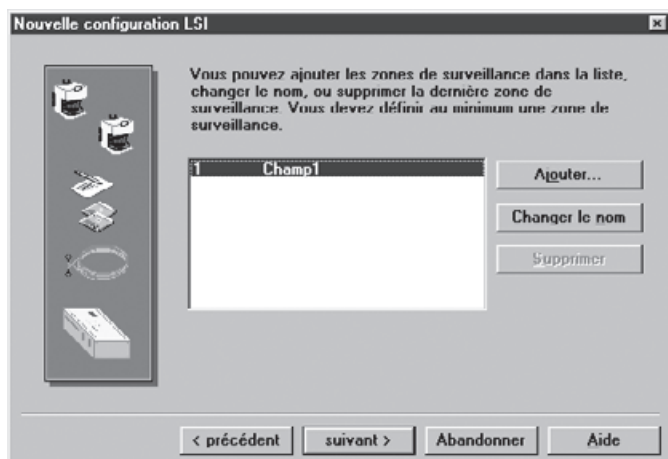 Nouvelle configuration LSI
Vous pouvez ajouter les zones de surveillance dans la liste,
changer le nom, ou supprimer la dernière zone de
surveillance. Vous devez définir au minimum une zone de
surveillance.
1 Champ1
Ajouter...
Changer le nom
Supprimer
< précédent
suivant >
Abandonner
Aide